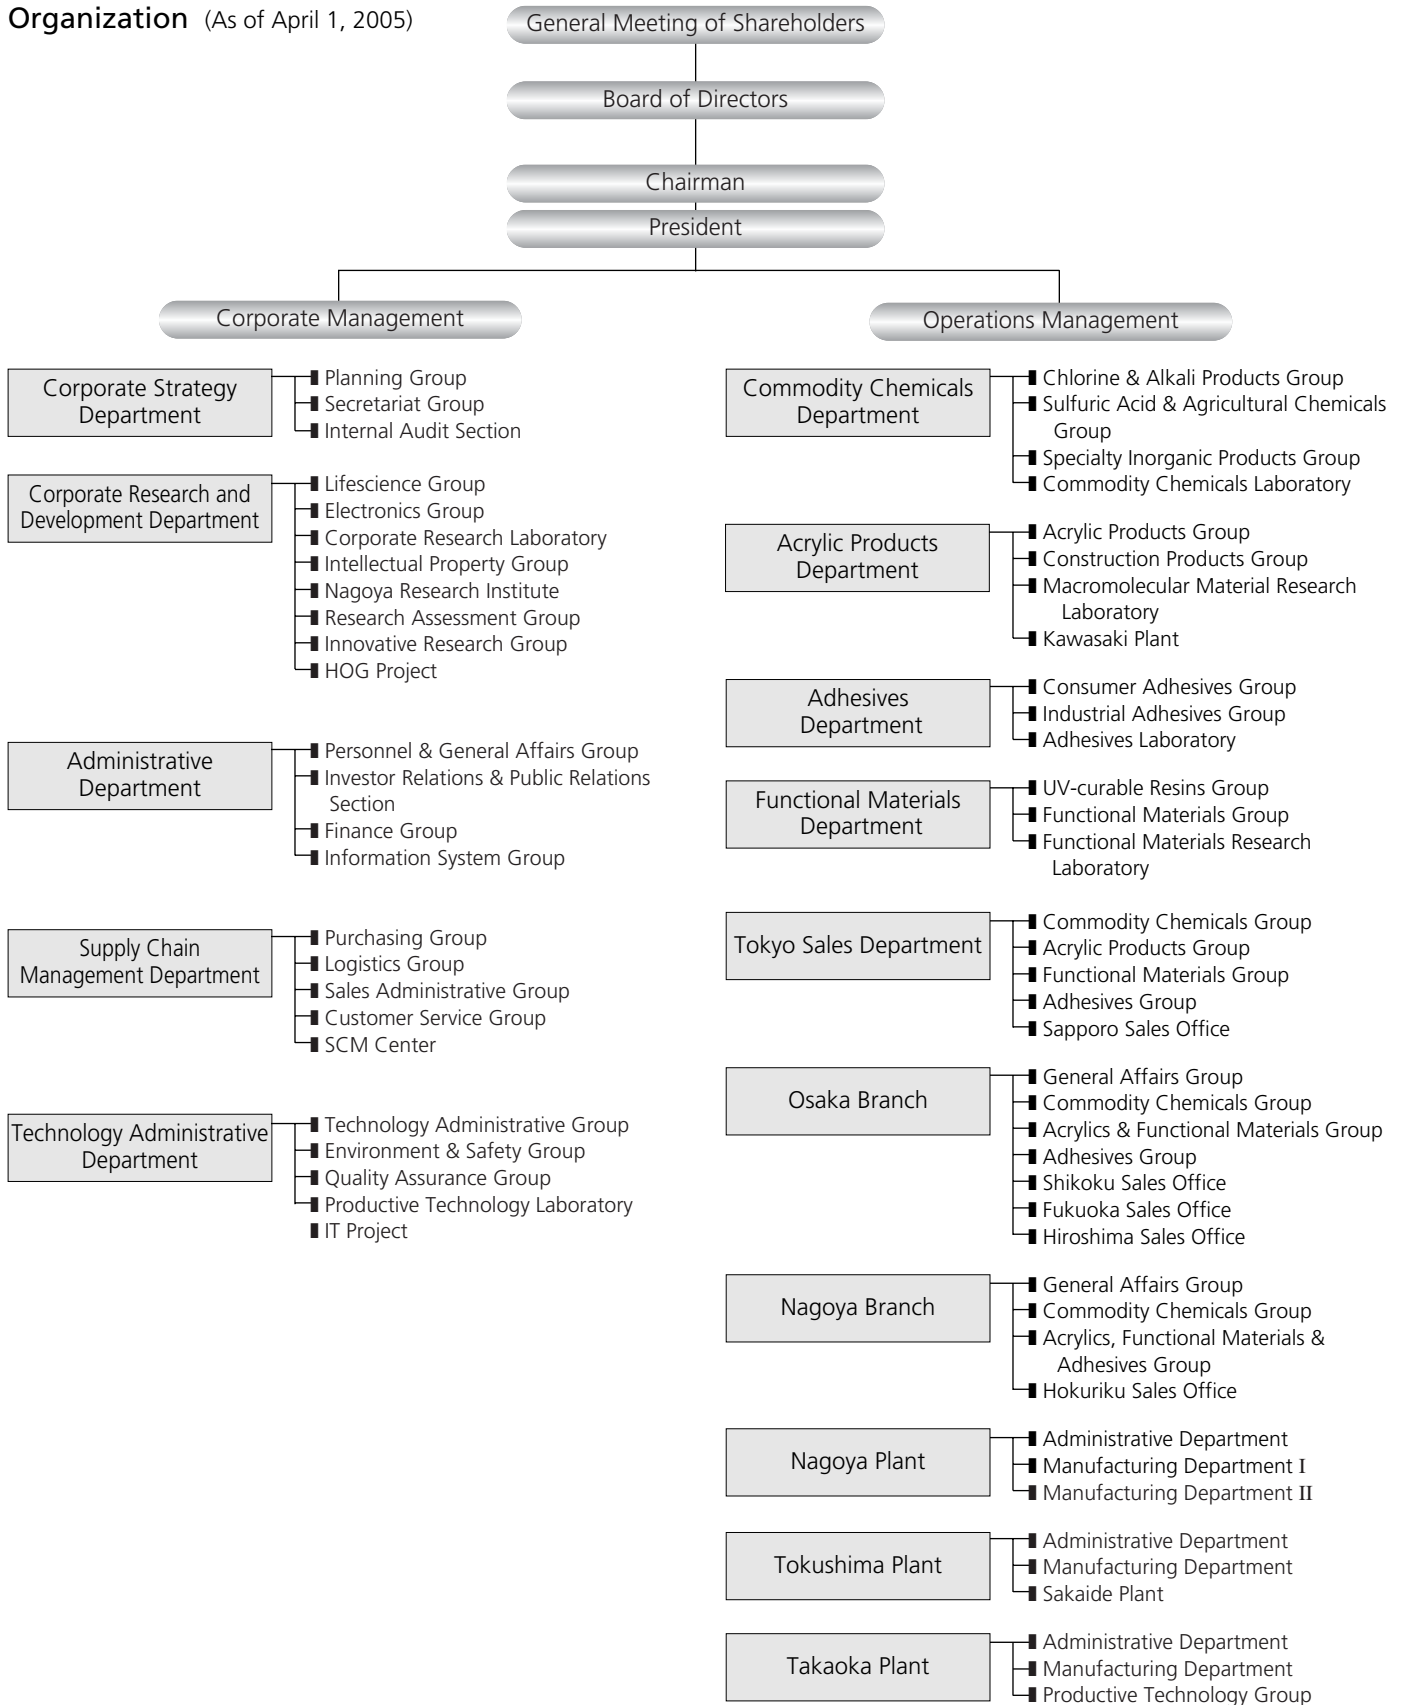 Organization (As of April 1, 2005)
General Meeting of Shareholders
Board of Directors
Chairman
President
Corporate Management
Corporate Strategy
Department
Planning Group
Secretariat Group
Internal Audit Section
Corporate Research and
Development Department
Lifescience Group
Electronics Group
Corporate Research Laboratory
Intellectual Property Group
Nagoya Research Institute
Research Assessment Group
Innovative Research Group
HOG Project
Administrative
Department
Personnel & General Affairs Group
Investor Relations & Public Relations
Section
Finance Group
Information System Group
Supply Chain
Management Department
Purchasing Group
Logistics Group
Sales Administrative Group
Customer Service Group
SCM Center
Technology Administrative
Department
Technology Administrative Group
Environment & Safety Group
Quality Assurance Group
Productive Technology Laboratory
IT Project
Operations Management
Commodity Chemicals
Department
Chlorine & Alkali Products Group
Sulfuric Acid & Agricultural Chemicals
Group
Specialty Inorganic Products Group
Commodity Chemicals Laboratory
Acrylic Products
Department
Acrylic Products Group
Construction Products Group
Macromolecular Material Research
Laboratory
Kawasaki Plant
Adhesives
Department
Consumer Adhesives Group
Industrial Adhesives Group
Adhesives Laboratory
Functional Materials
Department
UV-curable Resins Group
Functional Materials Group
Functional Materials Research
Laboratory
Tokyo Sales Department
Commodity Chemicals Group
Acrylic Products Group
Functional Materials Group
Adhesives Group
Sapporo Sales Office
Osaka Branch
General Affairs Group
Commodity Chemicals Group
Acrylics & Functional Materials Group
Adhesives Group
Shikoku Sales Office
Fukuoka Sales Office
Hiroshima Sales Office
Nagoya Branch
General Affairs Group
Commodity Chemicals Group
Acrylics, Functional Materials &
Adhesives Group
Hokuriku Sales Office
Nagoya Plant
Administrative Department
Manufacturing Department I
Manufacturing Department II
Tokushima Plant
Administrative Department
Manufacturing Department
Sakaide Plant
Takaoka Plant
Administrative Department
Manufacturing Department
Productive Technology Group